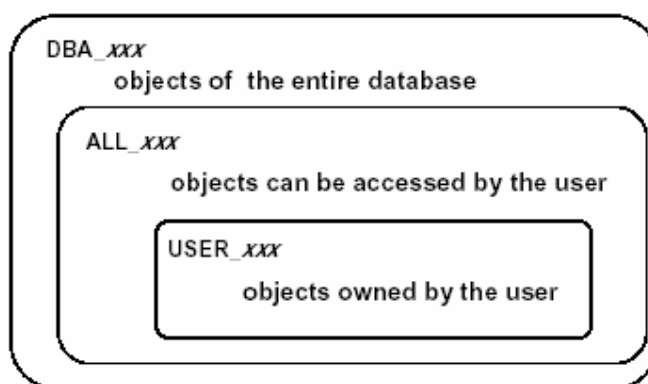 DBA_xxx
objects of the entire database
ALL_xxx
objects can be accessed by the user
USER_xxx
objects owned by the user